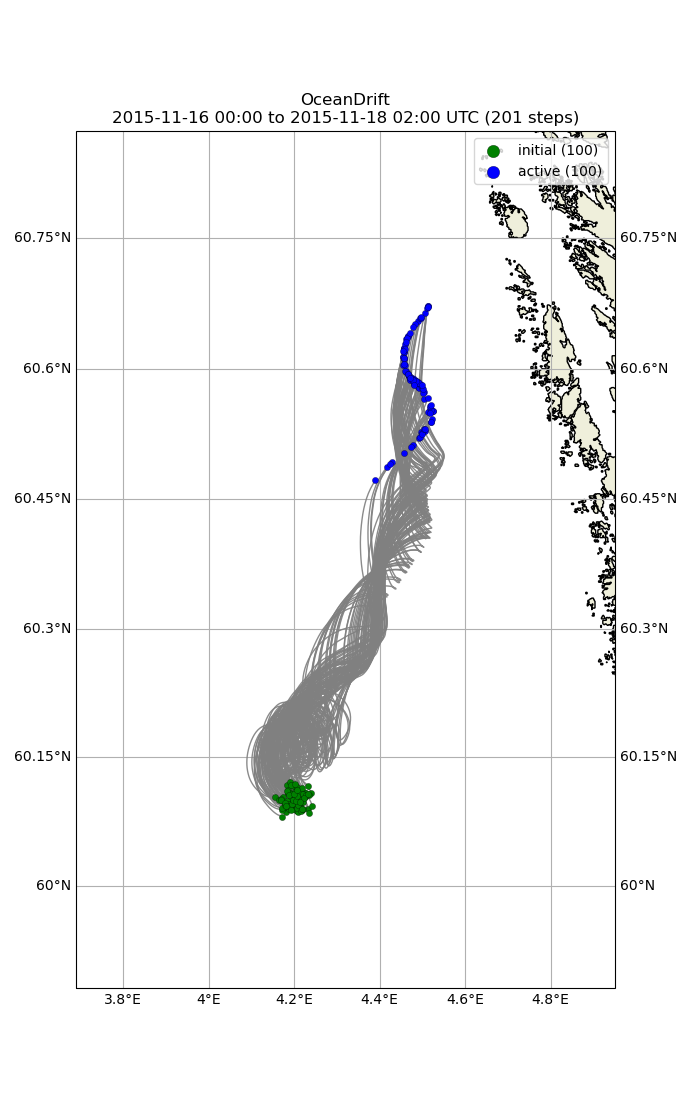 OceanDrift
2015-11-16 00:00 to 2015-11-18 02:00 UTC (201 steps)
initial (100)
active (100)
60.75°N 60.75°N
60.6°N 60.6°N
60.45°N 60.45°N
60.3°N 60.3°N
60.15°N 60.15°N
60°N 60°N
3.8°E 4°E 4.2°E 4.4°E 4.6°E 4.8°E